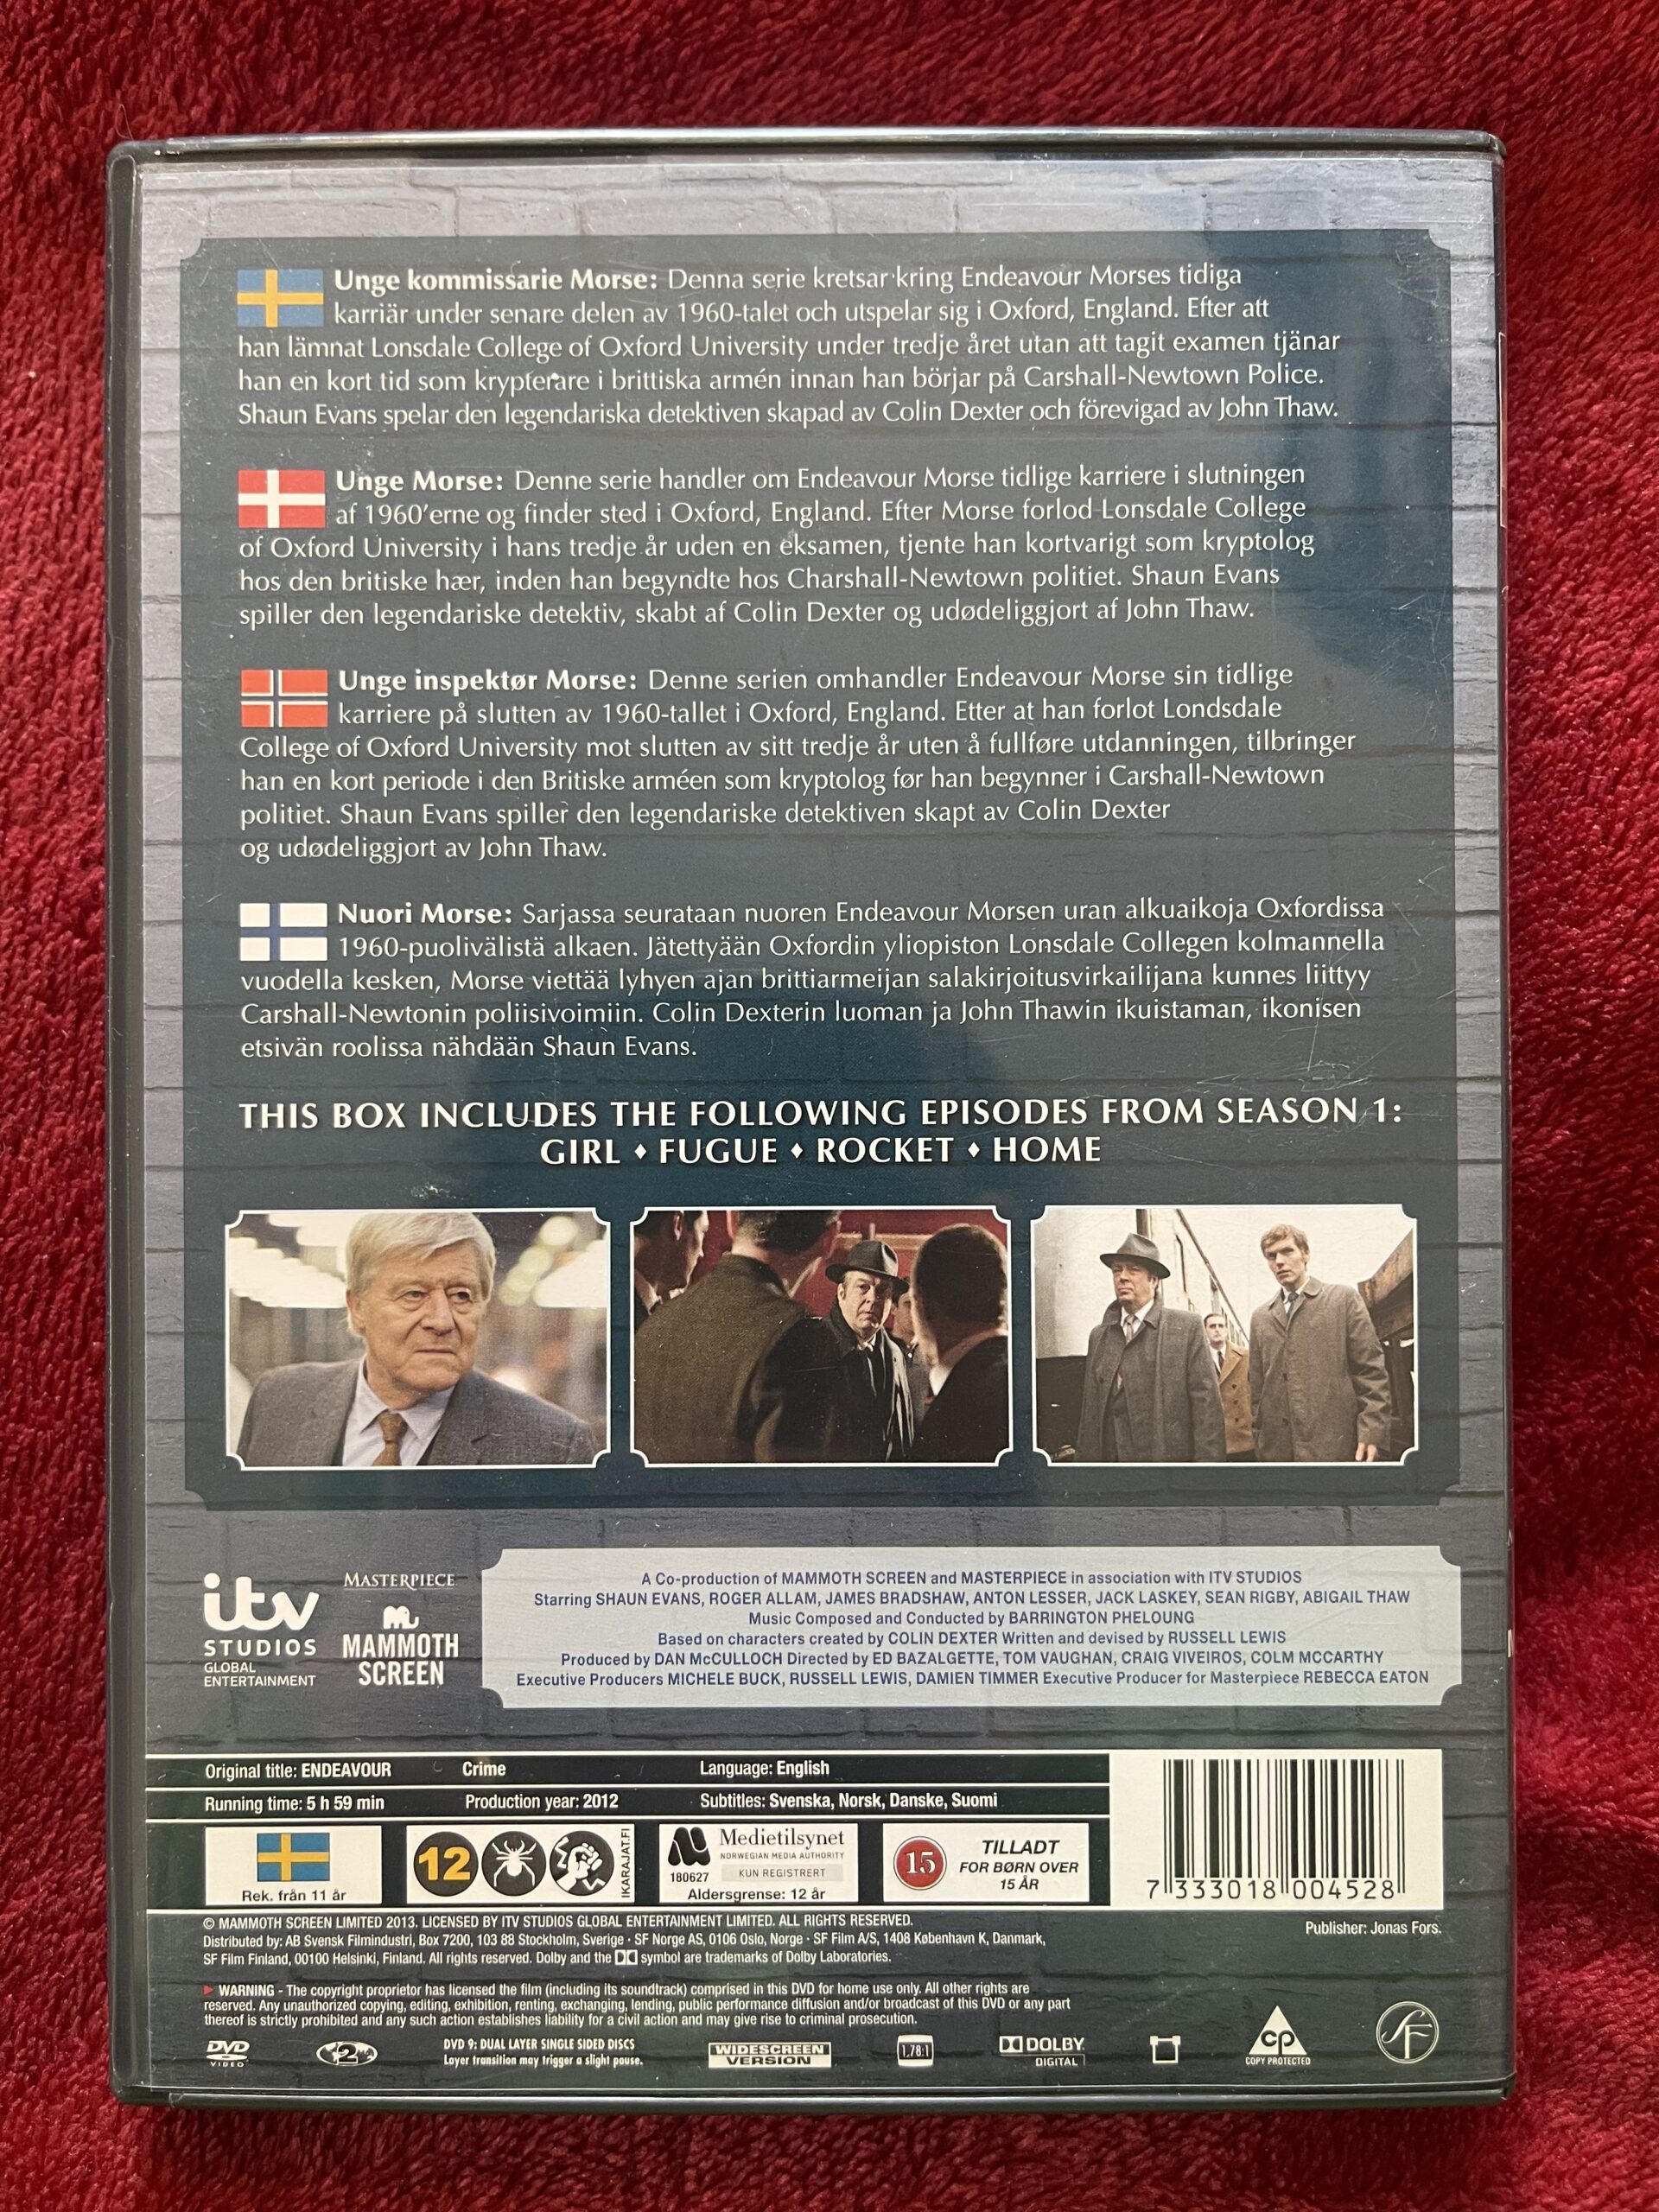 Unge kommissarie Morse: Denna serie kretsar kring Endeavour Morses tidiga
karriär under senare delen av 1960-talet och utspelar sig i Oxford, England. Efter att
han lämnat Lonsdale College of Oxford University under tredje året utan att tagit examen tjänar
han en kort tid som krypterare i brittiska armén innan han börjar på Carshall-Newtown Police.
Shaun Evans spelar den legendariska detektiven skapad av Colin Dexter och förevigad av John Thaw.
Unge Morse: Denne serie handler om Endeavour Morse tidlige karriere i slutningen
af 1960'erne og finder sted i Oxford, England. Efter Morse forlod Lonsdale College
of Oxford University i hans tredje år uden en eksamen, tjente han kortvarigt som kryptolog
hos den britiske hær, inden han begyndte hos Charshall-Newtown politiet. Shaun Evans
spiller den legendariske detektiv, skabt af Colin Dexter og udødeliggjort af John Thaw.
Unge inspektør Morse: Denne serien omhandler Endeavour Morse sin tidlige
karriere på slutten av 1960-tallet i Oxford, England. Etter at han forlot Londsdale
College of Oxford University mot slutten av sitt tredje år uten å fullføre utdanningen, tilbringer
han en kort periode i den Britiske arméen som kryptolog før han begynner i Carshall-Newtown
politiet. Shaun Evans spiller den legendariske detektiven skapt av Colin Dexter
og udødeliggjort av John Thaw.
Nuori Morse: Sarjassa seurataan nuoren Endeavour Morsen uran alkuaikoja Oxfordissa
1960-puolivälistä alkaen. Jätettyään Oxfordin yliopiston Lonsdale Collegen kolmannella
vuodella kesken, Morse viettää lyhyen ajan brittiarmeijan salakirjoitusvirkailijana kunnes liittyy
Carshall-Newtonin poliisivoimiin. Colin Dexterin luoman ja John Thawin ikuistaman, ikonisen
etsivän roolissa nähdään Shaun Evans.
THIS BOX INCLUDES THE FOLLOWING EPISODES FROM SEASON 1:
GIRL ♦ FUGUE ♦ ROCKET ♦ HOME
itv
STUDIOS
GLOBAL
ENTERTAINMENT
MASTERPIECE
MAMMOTH
SCREEN
A Co-production of MAMMOTH SCREEN and MASTERPIECE in association with ITV STUDIOS
Starring SHAUN EVANS, ROGER ALLAM, JAMES BRADSHAW, ANTON LESSER, JACK LASKEY, SEAN RIGBY, ABIGAIL THAW
Music Composed and Conducted by BARRINGTON PHELOUNG
Based on characters created by COLIN DEXTER Written and devised by RUSSELL LEWIS
Produced by DAN McCULLOCH Directed by ED BAZALGETTE, TOM VAUGHAN, CRAIG VIVEIROS, COLM MCCARTHY
Executive Producers MICHELE BUCK, RUSSELL LEWIS, DAMIEN TIMMER Executive Producer for Masterpiece REBECCA EATON
Original title: ENDEAVOUR Crime Language: English
Running time: 5 h 59 min Production year: 2012 Subtitles: Svenska, Norsk, Danske, Suomi
Rek. från 11 år
12
IKARAJAT.FI
180627
Medietilsynet
NORWEGIAN MEDIA AUTHORITY
KUN REGISTRERT
Aldersgrense: 12 år
15
TILLADT
FOR BØRN OVER
15 ÅR
7 333018 004528
© MAMMOTH SCREEN LIMITED 2013. LICENSED BY ITV STUDIOS GLOBAL ENTERTAINMENT LIMITED. ALL RIGHTS RESERVED.
Distributed by: AB Svensk Filmindustri, Box 7200, 103 88 Stockholm, Sverige · SF Norge AS, 0106 Oslo, Norge · SF Film A/S, 1408 København K, Danmark,
SF Film Finland, 00100 Helsinki, Finland. All rights reserved. Dolby and the symbol are trademarks of Dolby Laboratories.
Publisher: Jonas Fors.
WARNING - The copyright proprietor has licensed the film (including its soundtrack) comprised in this DVD for home use only. All other rights are
reserved. Any unauthorized copying, editing, exhibition, renting, exchanging, lending, public performance diffusion and/or broadcast of this DVD or any part
thereof is strictly prohibited and any such action establishes liability for a civil action and may give rise to criminal prosecution.
DVD
VIDEO
2
DVD 9: DUAL LAYER SINGLE SIDED DISCS
Layer transition may trigger a slight pause.
WIDESCREEN
VERSION
1,78:1
DOLBY
DIGITAL
CP
COPY PROTECTED
SF